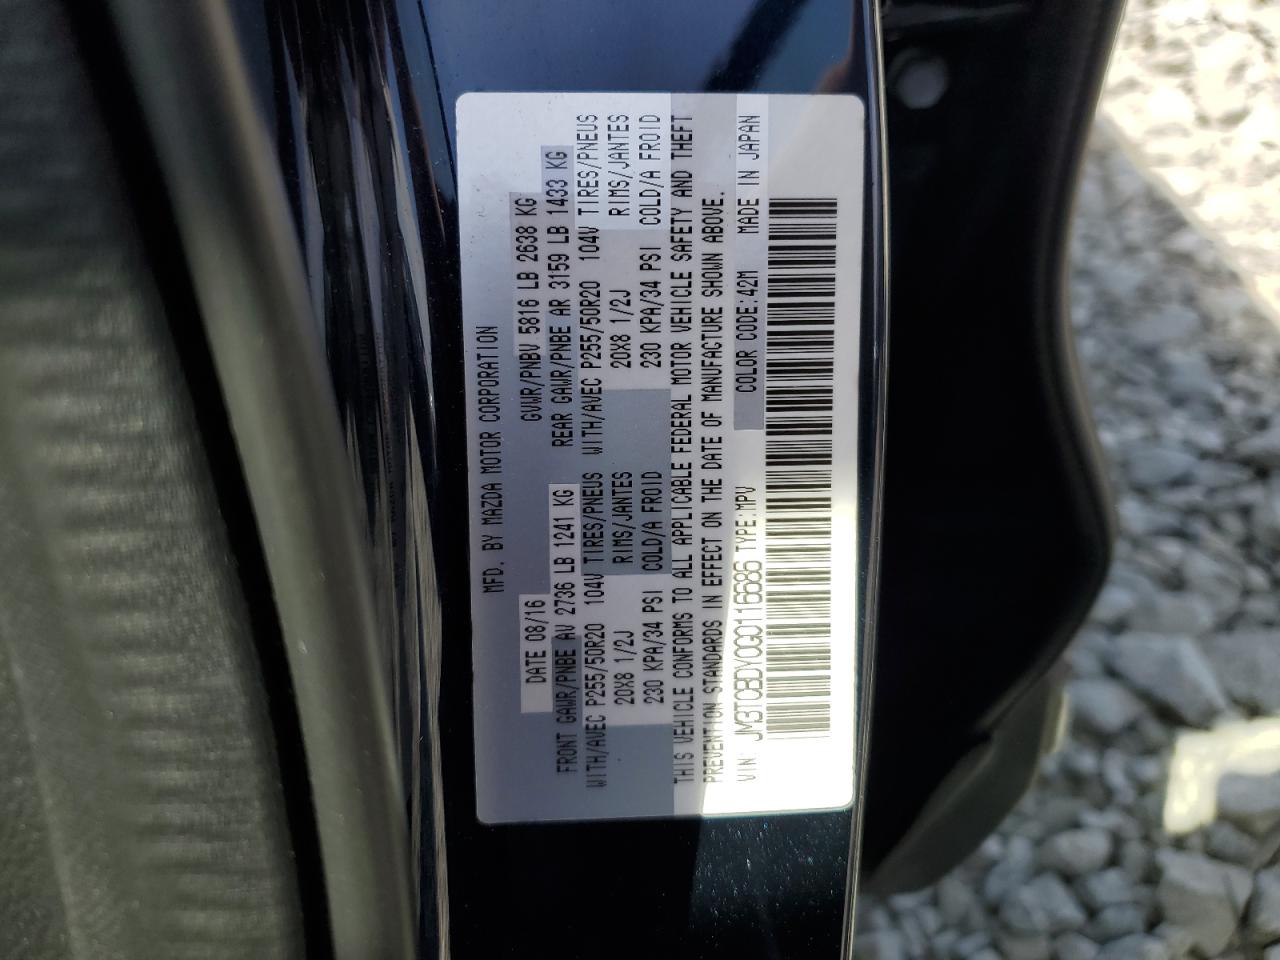 MFD. BY MAZDA MOTOR CORPORATION
DATE 08/16 GVWR/PNBV 5816 LB 2638 KG
FRONT GAWR/PNBE AV 2736 LB 1241 KG REAR GAWR/PNBE AR 3159 LB 1433 KG
WITH/AVEC P255/50R20 104V TIRES/PNEUS WITH/AVEC P255/50R20 104V TIRES/PNEUS
20X8 1/2J RIMS/JANTES 20X8 1/2J RIMS/JANTES
230 KPA/34 PSI COLD/A FROID 230 KPA/34 PSI COLD/A FROID
THIS VEHICLE CONFORMS TO ALL APPLICABLE FEDERAL MOTOR VEHICLE SAFETY AND THEFT
PREVENTION STANDARDS IN EFFECT ON THE DATE OF MANUFACTURE SHOWN ABOVE.
VIN: JM3TCBDY0G0116686 TYPE:MPV COLOR CODE:42M MADE IN JAPAN